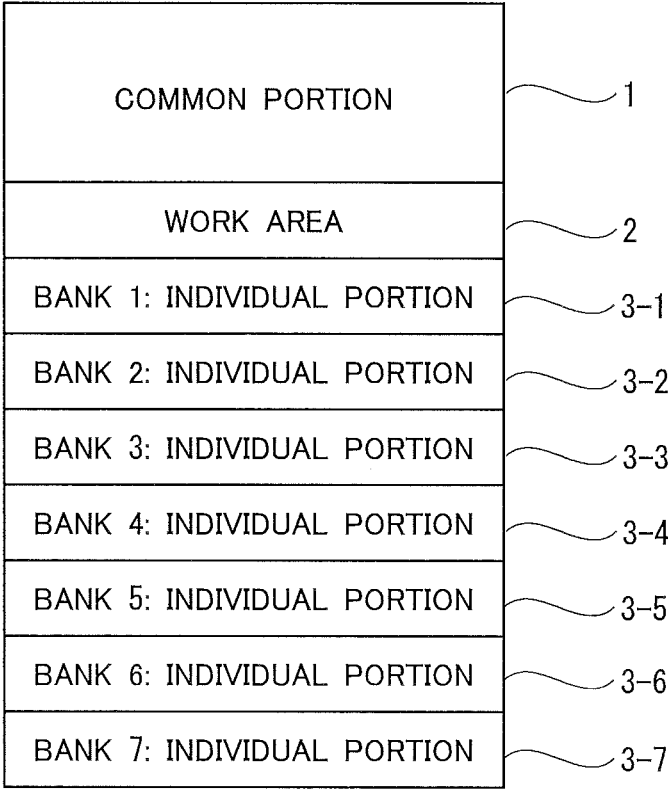 COMMON PORTION 1
WORK AREA 2
BANK 1: INDIVIDUAL PORTION 3-1
BANK 2: INDIVIDUAL PORTION 3-2
BANK 3: INDIVIDUAL PORTION 3-3
BANK 4: INDIVIDUAL PORTION 3-4
BANK 5: INDIVIDUAL PORTION 3-5
BANK 6: INDIVIDUAL PORTION 3-6
BANK 7: INDIVIDUAL PORTION 3-7